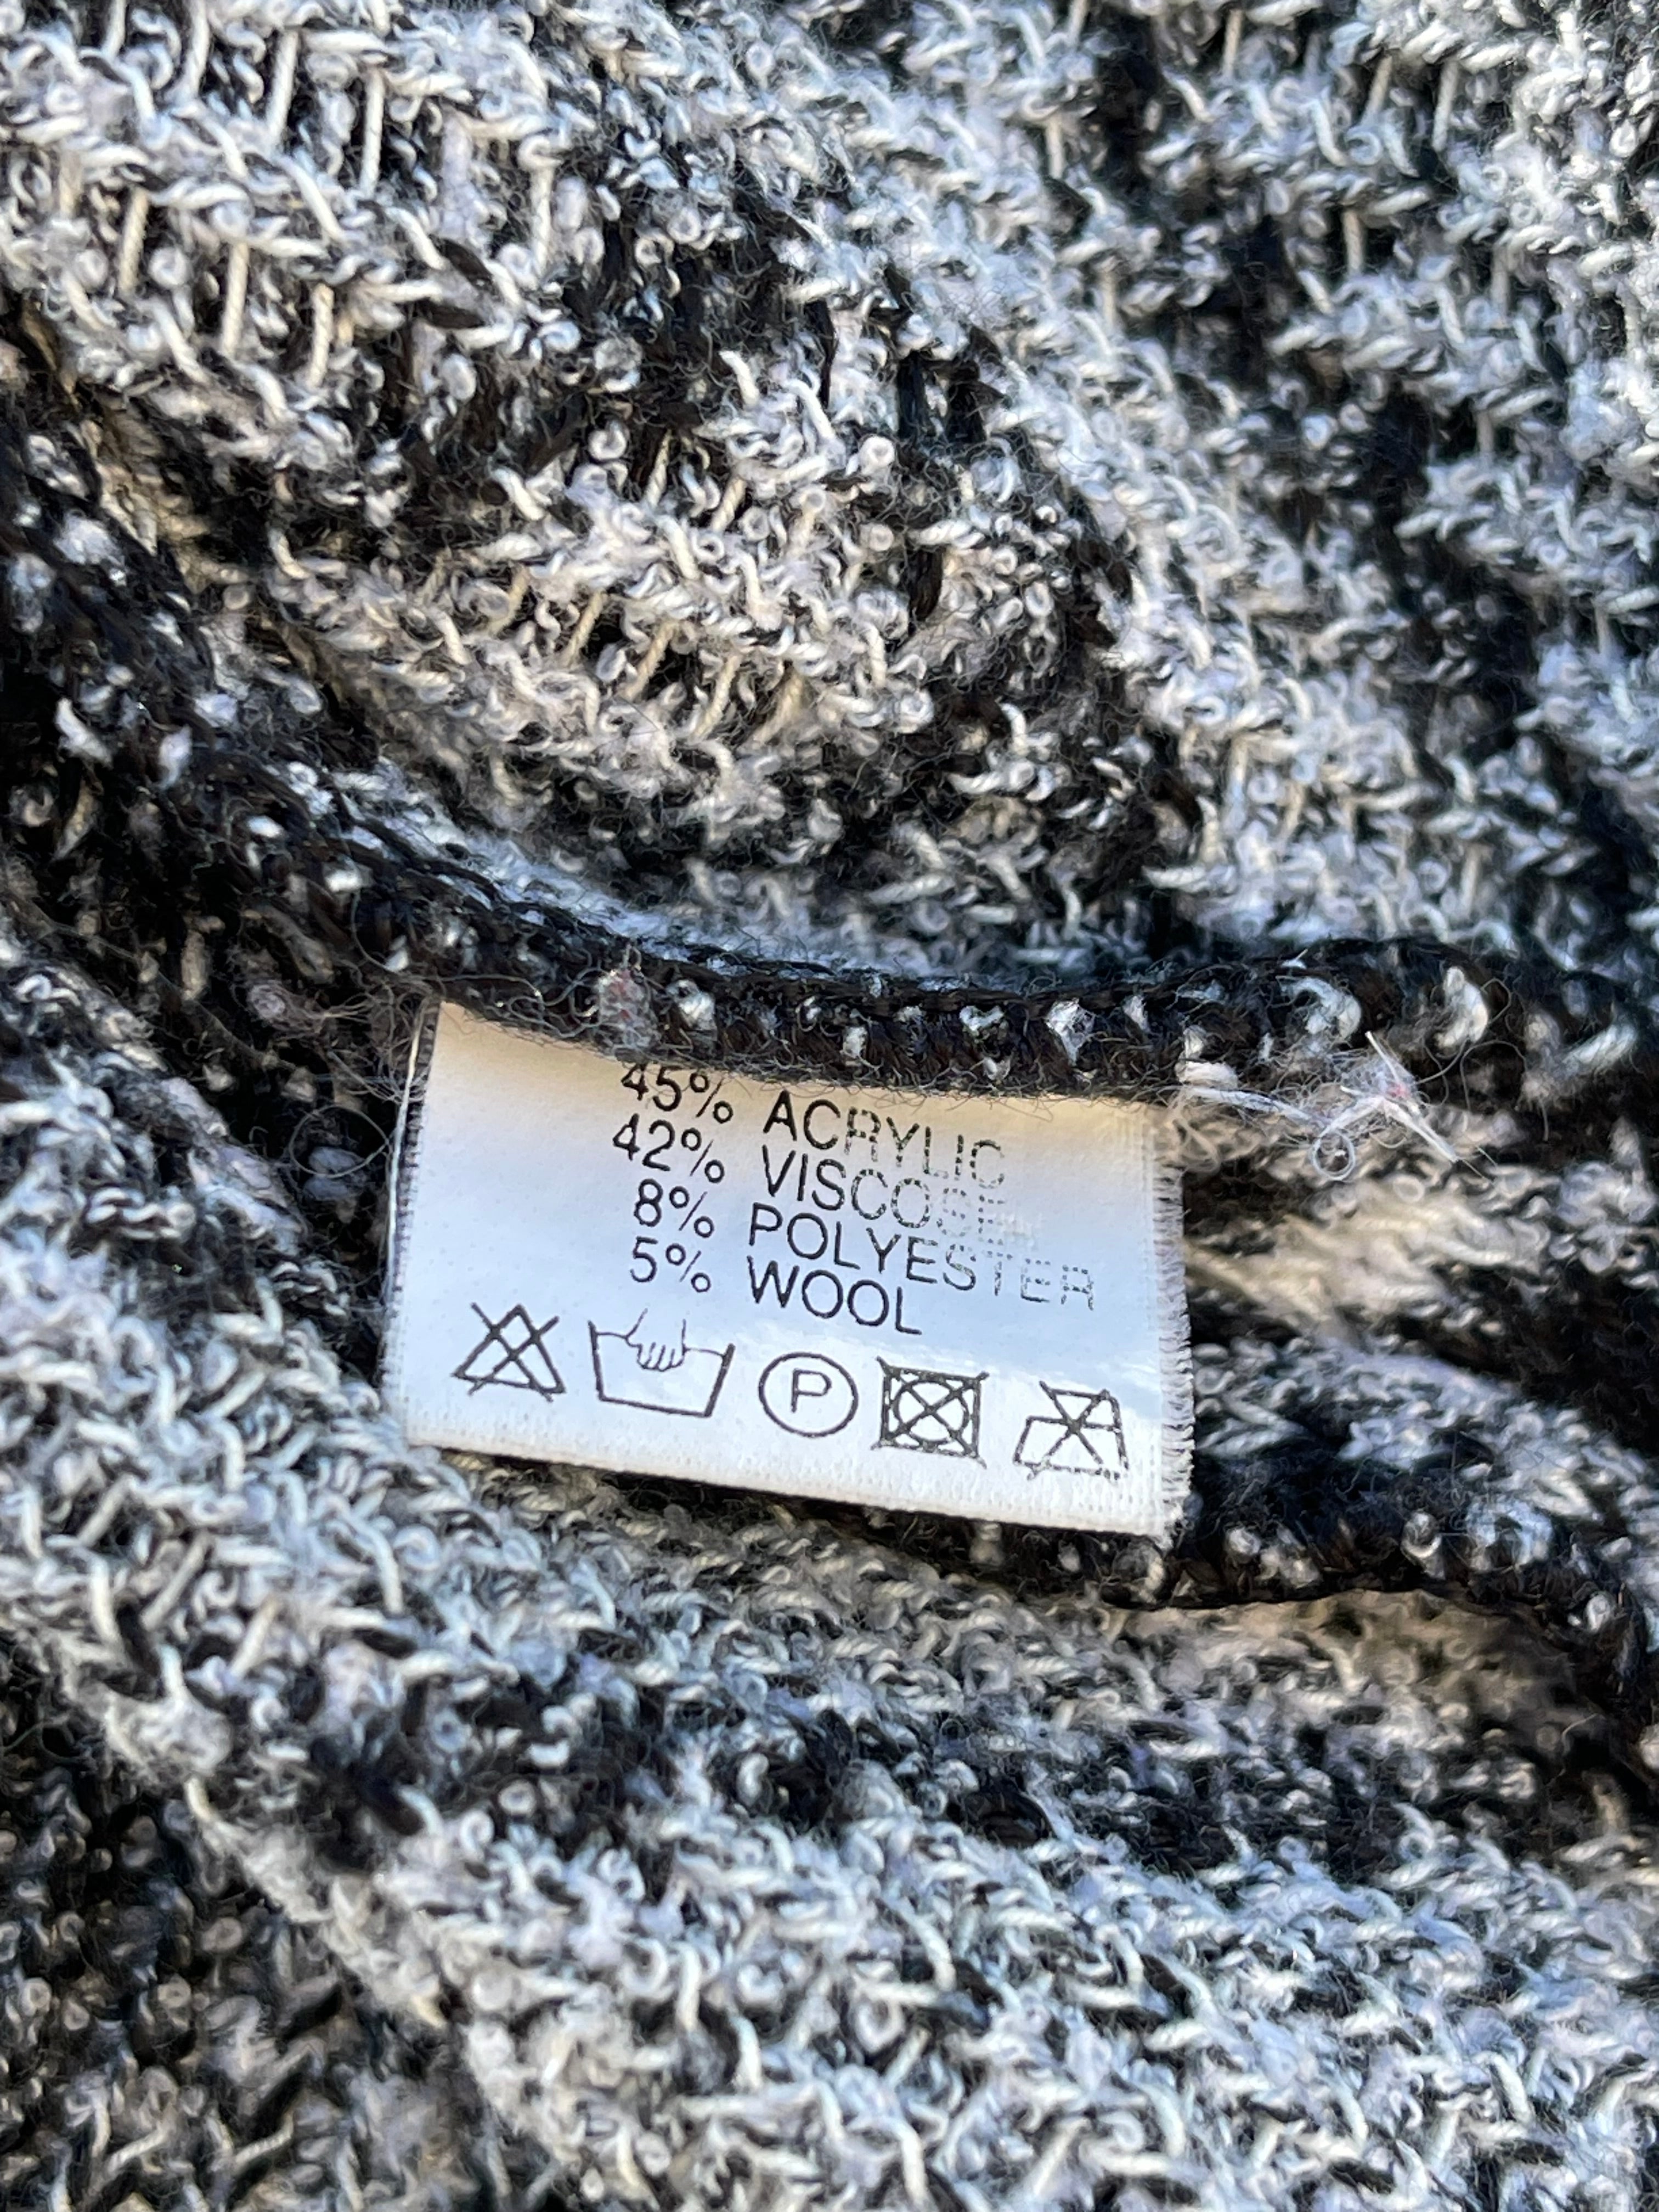 45% ACRYLIC
42% VISCOSE
8% POLYESTER
5% WOOL
P